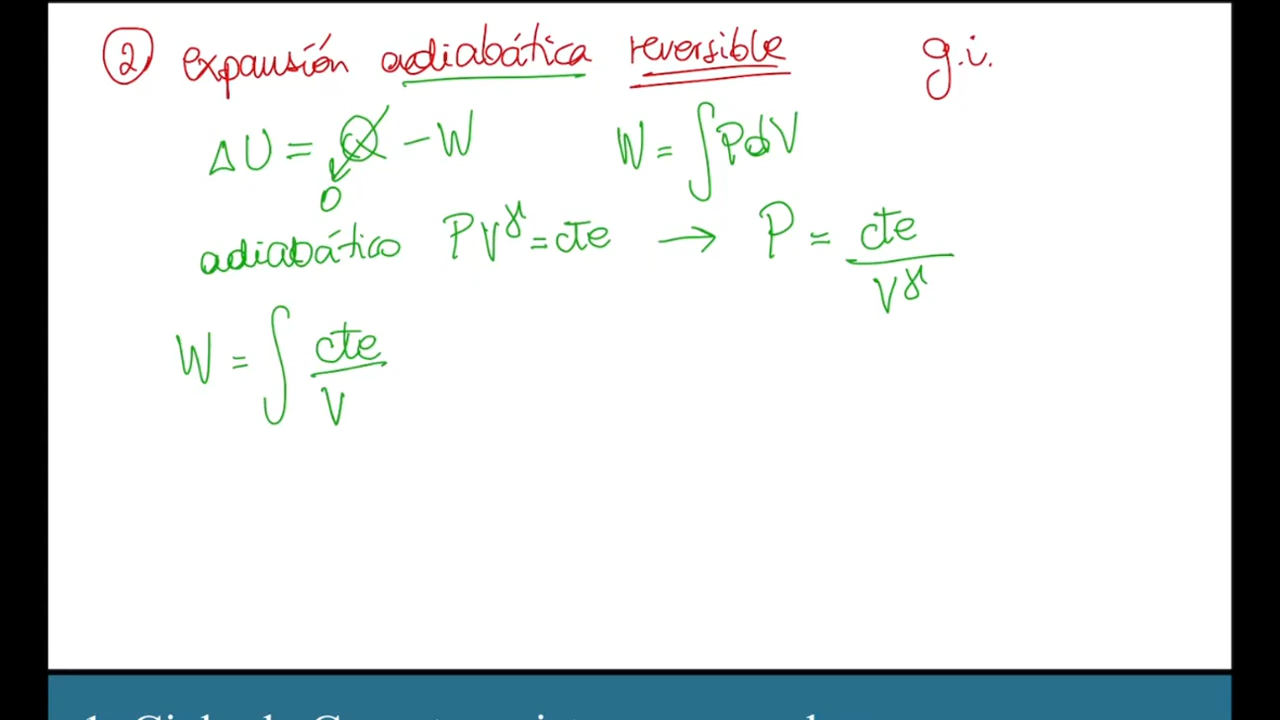 ② expansión adiabática reversible g.i.
ΔU = Q - W W = ∫PdV
0
adiabático PV^γ = cte → P = cte / V^γ
W = ∫ cte / V